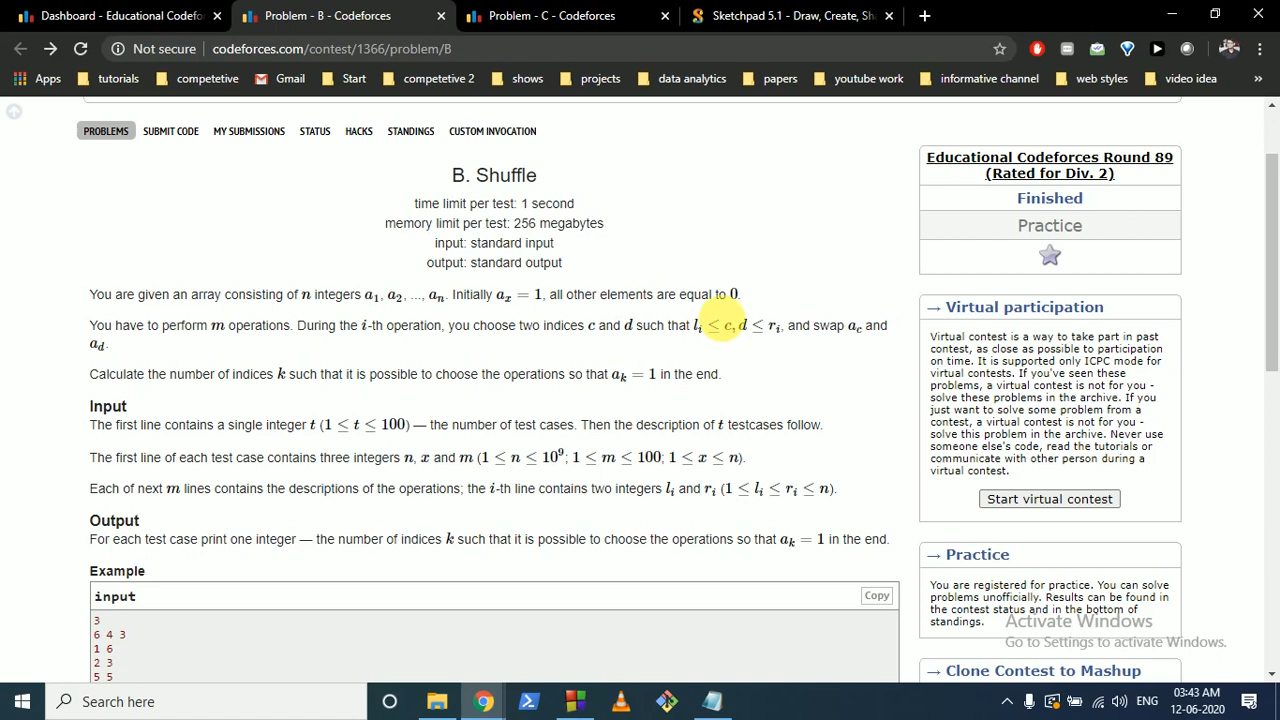 Dashboard - Educational Codefo
Problem - B - Codeforces
Problem - C - Codeforces
Sketchpad 5.1 - Draw, Create, Sha
Not secure
codeforces.com/contest/1366/problem/B
Apps
tutorials
competetive
Gmail
Start
competetive 2
shows
projects
data analytics
papers
youtube work
informative channel
web styles
video idea
»
PROBLEMS SUBMIT CODE MY SUBMISSIONS STATUS HACKS STANDINGS CUSTOM INVOCATION
B. Shuffle
time limit per test: 1 second
memory limit per test: 256 megabytes
input: standard input
output: standard output
You are given an array consisting of n integers a₁, a₂, ..., aₙ. Initially aₓ = 1, all other elements are equal to 0.
You have to perform m operations. During the i-th operation, you choose two indices c and d such that lᵢ ≤ c, d ≤ rᵢ, and swap a_c and
a_d.
Calculate the number of indices k such that it is possible to choose the operations so that aₖ = 1 in the end.
Input
The first line contains a single integer t (1 ≤ t ≤ 100) — the number of test cases. Then the description of t testcases follow.
The first line of each test case contains three integers n, x and m (1 ≤ n ≤ 10⁹; 1 ≤ m ≤ 100; 1 ≤ x ≤ n).
Each of next m lines contains the descriptions of the operations; the i-th line contains two integers lᵢ and rᵢ (1 ≤ lᵢ ≤ rᵢ ≤ n).
Output
For each test case print one integer — the number of indices k such that it is possible to choose the operations so that aₖ = 1 in the end.
Example
input
Copy
3
6 4 3
1 6
2 3
5 5
Educational Codeforces Round 89
(Rated for Div. 2)
Finished
Practice
→ Virtual participation
Virtual contest is a way to take part in past
contest, as close as possible to participation
on time. It is supported only ICPC mode for
virtual contests. If you've seen these
problems, a virtual contest is not for you -
solve these problems in the archive. If you
just want to solve some problem from a
contest, a virtual contest is not for you -
solve this problem in the archive. Never use
someone else's code, read the tutorials or
communicate with other person during a
virtual contest.
Start virtual contest
→ Practice
You are registered for practice. You can solve
problems unofficially. Results can be found in
the contest status and in the bottom of
standings.
Activate Windows
Go to Settings to activate Windows.
→ Clone Contest to Mashup
Search here
ENG
03:43 AM
12-06-2020